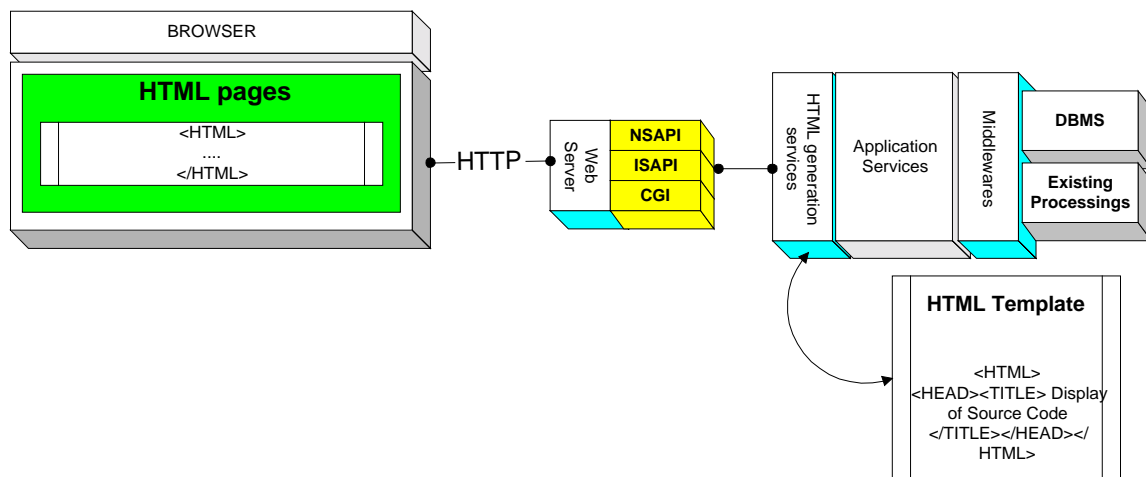 BROWSER
HTML pages
<HTML>
....
</HTML>
HTTP
Web
Server
NSAPI
ISAPI
CGI
HTML generation
services
Application
Services
Middlewares
DBMS
Existing
Processings
HTML Template
<HTML>
<HEAD><TITLE> Display
of Source Code
</TITLE></HEAD></
HTML>